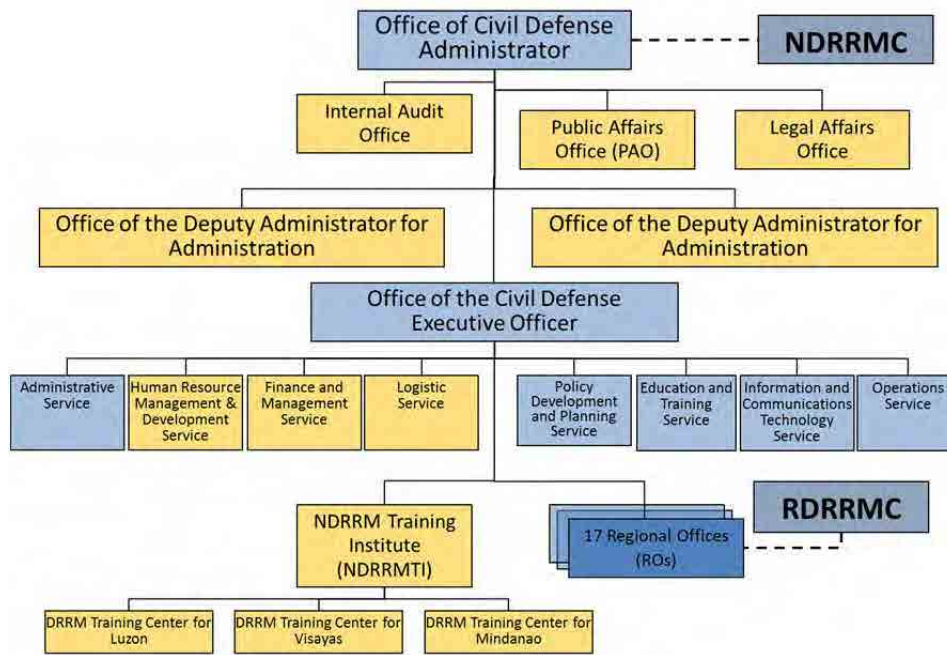 Office of Civil Defense
Administrator
NDRRMC
Internal Audit
Office
Public Affairs
Office (PAO)
Legal Affairs
Office
Office of the Deputy Administrator for
Administration
Office of the Deputy Administrator for
Administration
Office of the Civil Defense
Executive Officer
Administrative
Service
Human Resource
Management &
Development
Service
Finance and
Management
Service
Logistic
Service
Policy
Development
and Planning
Service
Education and
Training
Service
Information and
Communications
Technology
Service
Operations
Service
NDRRM Training
Institute
(NDRRMTI)
17 Regional Offices
(ROs)
RDRRMC
DRRM Training Center for
Luzon
DRRM Training Center for
Visayas
DRRM Training Center for
Mindanao